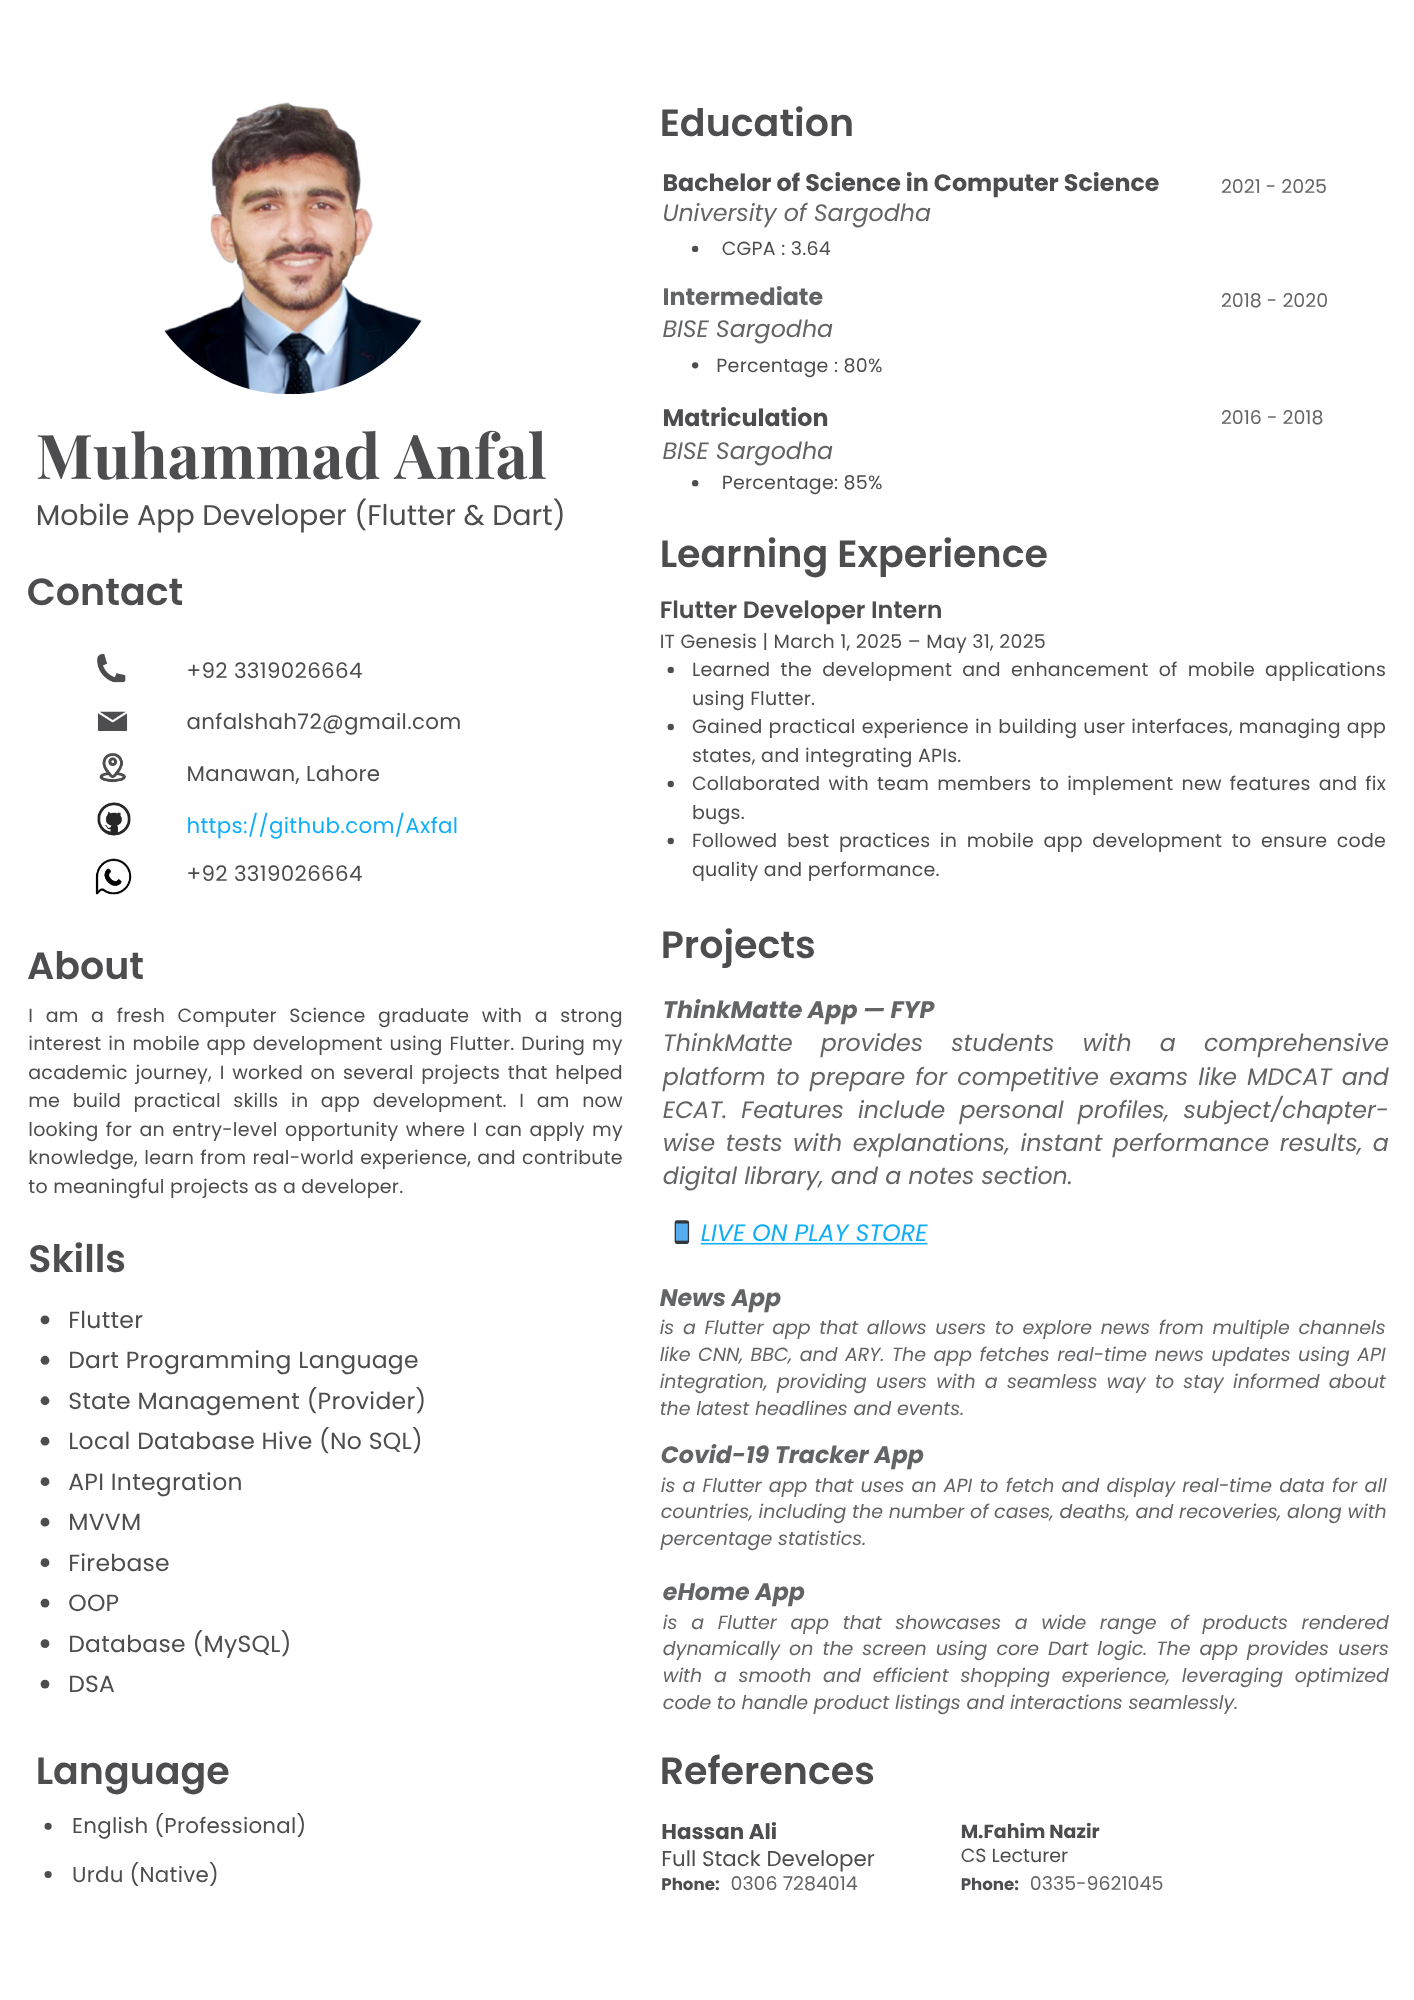 Muhammad Anfal
Mobile App Developer (Flutter & Dart)
Contact
+92 3319026664
anfalshah72@gmail.com
Manawan, Lahore
https://github.com/Axfal
+92 3319026664
About
I am a fresh Computer Science graduate with a strong
interest in mobile app development using Flutter. During my
academic journey, I worked on several projects that helped
me build practical skills in app development. I am now
looking for an entry-level opportunity where I can apply my
knowledge, learn from real-world experience, and contribute
to meaningful projects as a developer.
Skills
• Flutter
• Dart Programming Language
• State Management (Provider)
• Local Database Hive (No SQL)
• API Integration
• MVVM
• Firebase
• OOP
• Database (MySQL)
• DSA
Language
• English (Professional)
• Urdu (Native)
Education
Bachelor of Science in Computer Science 2021 - 2025
University of Sargodha
• CGPA : 3.64
Intermediate 2018 - 2020
BISE Sargodha
• Percentage : 80%
Matriculation 2016 - 2018
BISE Sargodha
• Percentage: 85%
Learning Experience
Flutter Developer Intern
IT Genesis | March 1, 2025 – May 31, 2025
• Learned the development and enhancement of mobile applications
using Flutter.
• Gained practical experience in building user interfaces, managing app
states, and integrating APIs.
• Collaborated with team members to implement new features and fix
bugs.
• Followed best practices in mobile app development to ensure code
quality and performance.
Projects
ThinkMatte App — FYP
ThinkMatte provides students with a comprehensive
platform to prepare for competitive exams like MDCAT and
ECAT. Features include personal profiles, subject/chapter-
wise tests with explanations, instant performance results, a
digital library, and a notes section.
LIVE ON PLAY STORE
News App
is a Flutter app that allows users to explore news from multiple channels
like CNN, BBC, and ARY. The app fetches real-time news updates using API
integration, providing users with a seamless way to stay informed about
the latest headlines and events.
Covid-19 Tracker App
is a Flutter app that uses an API to fetch and display real-time data for all
countries, including the number of cases, deaths, and recoveries, along with
percentage statistics.
eHome App
is a Flutter app that showcases a wide range of products rendered
dynamically on the screen using core Dart logic. The app provides users
with a smooth and efficient shopping experience, leveraging optimized
code to handle product listings and interactions seamlessly.
References
Hassan Ali
Full Stack Developer
Phone: 0306 7284014
M.Fahim Nazir
CS Lecturer
Phone: 0335-9621045